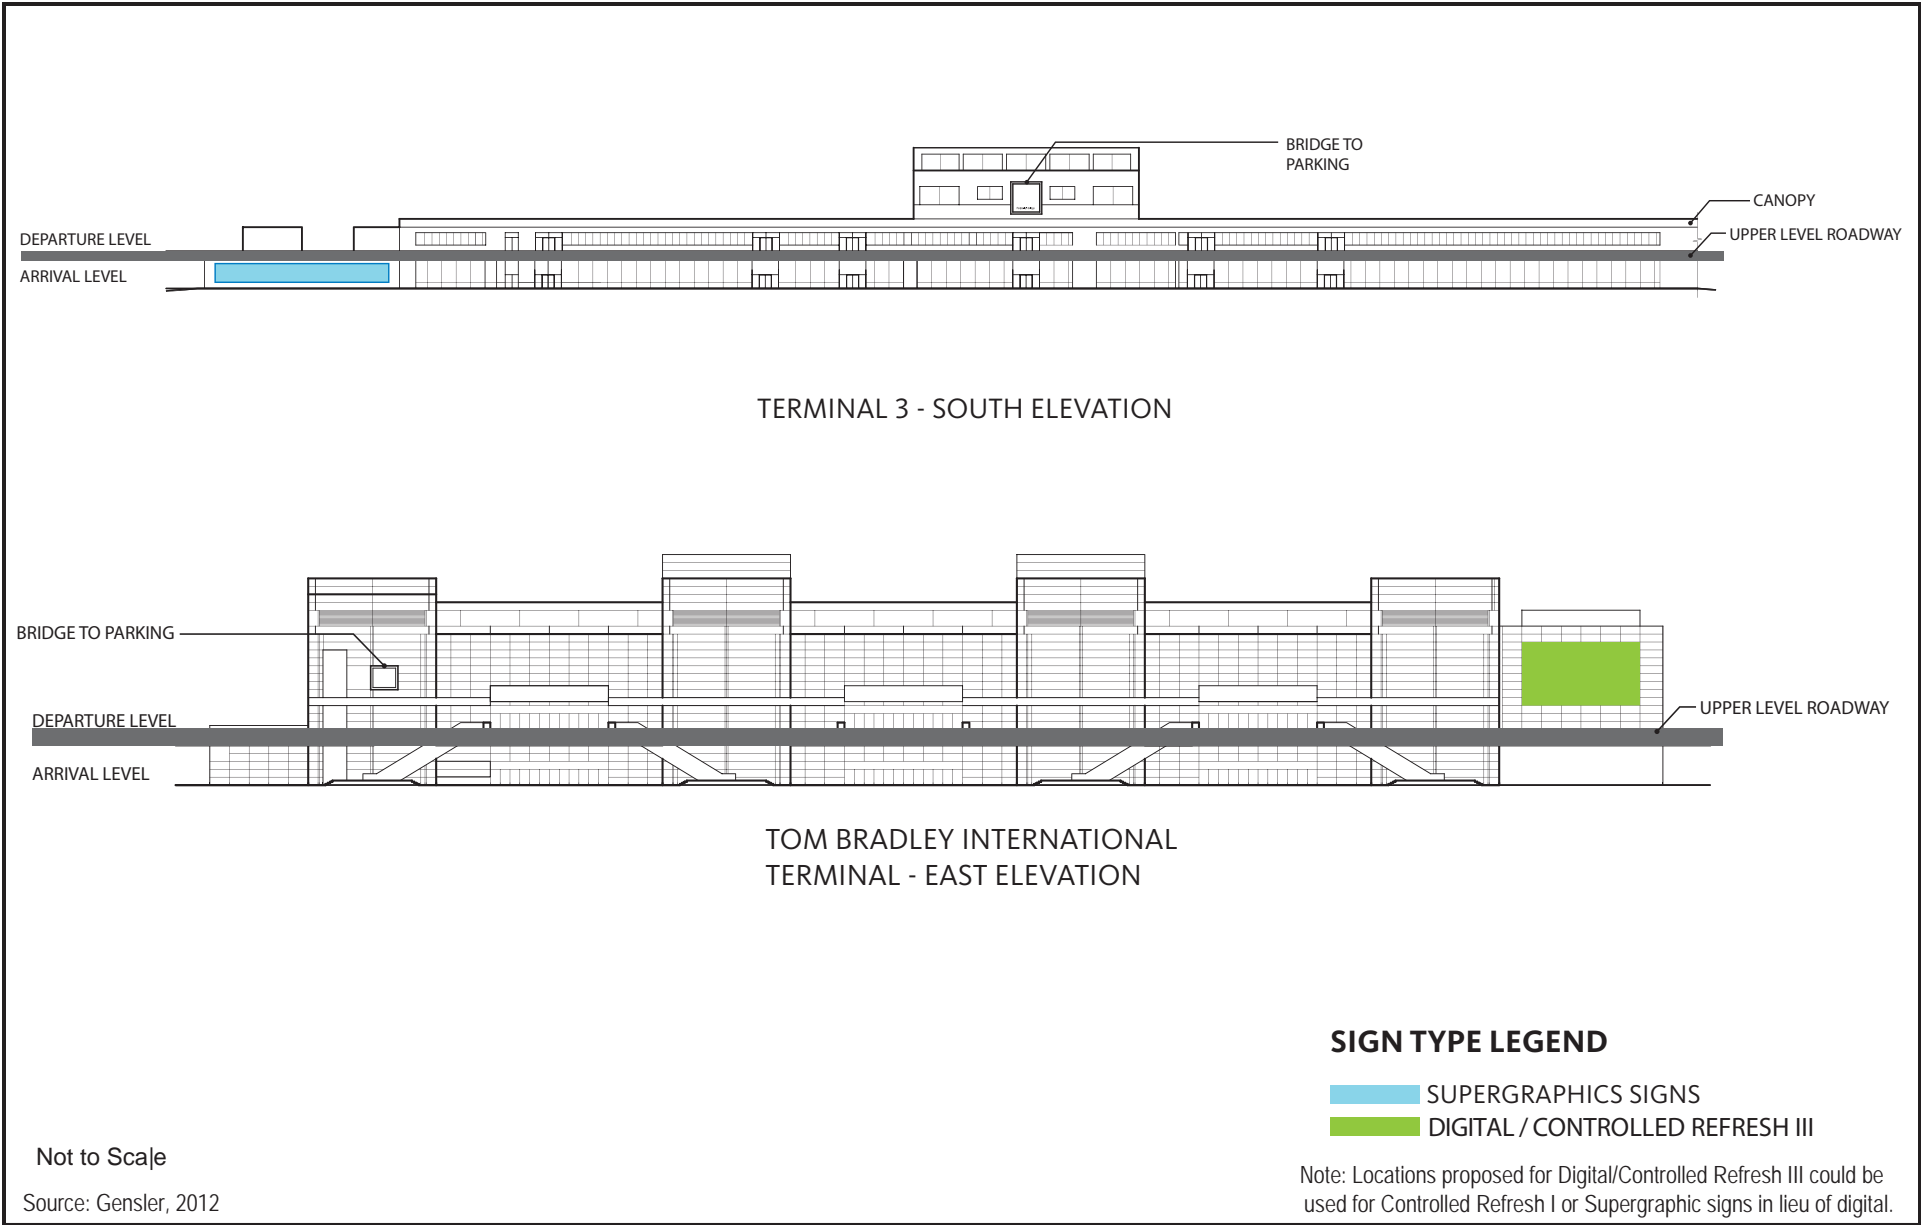 BRIDGE TO
PARKING
CANOPY
DEPARTURE LEVEL
UPPER LEVEL ROADWAY
ARRIVAL LEVEL
TERMINAL 3 - SOUTH ELEVATION
BRIDGE TO PARKING
DEPARTURE LEVEL
UPPER LEVEL ROADWAY
ARRIVAL LEVEL
TOM BRADLEY INTERNATIONAL
TERMINAL - EAST ELEVATION
SIGN TYPE LEGEND
SUPERGRAPHICS SIGNS
DIGITAL / CONTROLLED REFRESH III
Not to Scale
Source: Gensler, 2012
Note: Locations proposed for Digital/Controlled Refresh III could be
used for Controlled Refresh I or Supergraphic signs in lieu of digital.